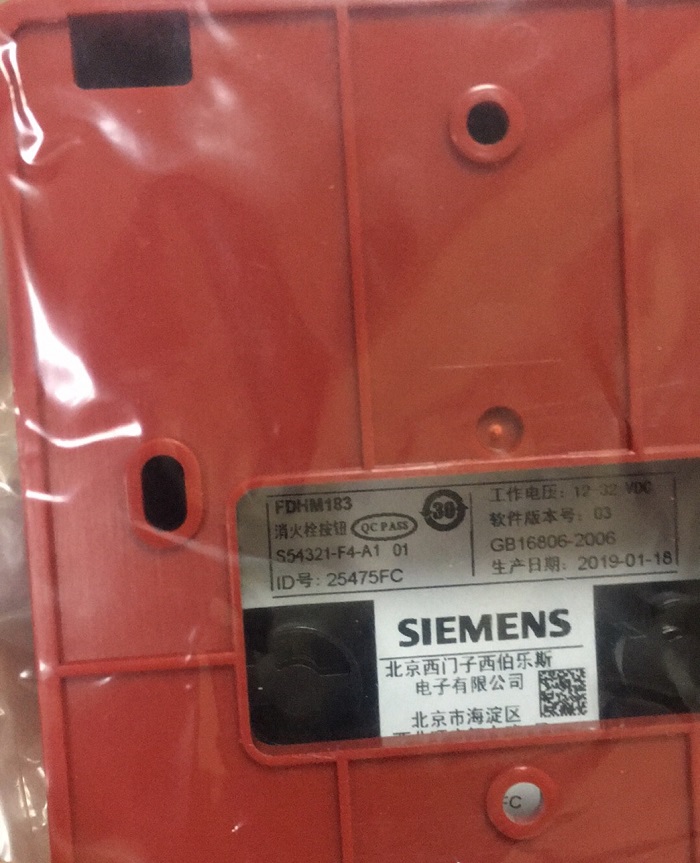 FDHM183
消火栓按钮 QC PASS 30
S54321-F4-A1 01
ID号: 25475FC
工作电压: 12-32 VDC
软件版本号: 03
GB16806-2006
生产日期: 2019-01-18
SIEMENS
北京西门子西伯乐斯
电子有限公司
北京市海淀区
FC